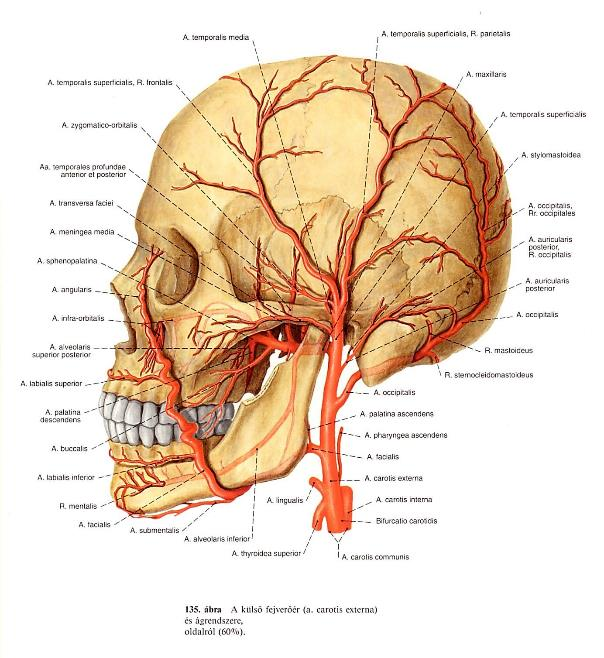 A. temporalis media
A. temporalis superficialis, R. parietalis
A. temporalis superficialis, R. frontalis
A. maxillaris
A. zygomatico-orbitalis
A. temporalis superficialis
Aa. temporales profundae
anterior et posterior
A. stylomastoidea
A. transversa faciei
A. occipitalis,
Rr. occipitales
A. meningea media
A. auricularis
posterior,
R. occipitalis
A. sphenopalatina
A. auricularis
posterior
A. angularis
A. infra-orbitalis
A. occipitalis
A. alveolaris
superior posterior
R. mastoideus
R. sternocleidomastoideus
A. labialis superior
A. occipitalis
A. palatina
descendens
A. palatina ascendens
A. pharyngea ascendens
A. buccalis
A. facialis
A. labialis inferior
A. carotis externa
R. mentalis
A. lingualis
A. carotis interna
A. facialis
A. submentalis
Bifurcatio carotidis
A. alveolaris inferior
A. thyroidea superior
A. carotis communis
135. ábra A külső fejverőér (a. carotis externa)
és ágrendszere,
oldalról (60%).